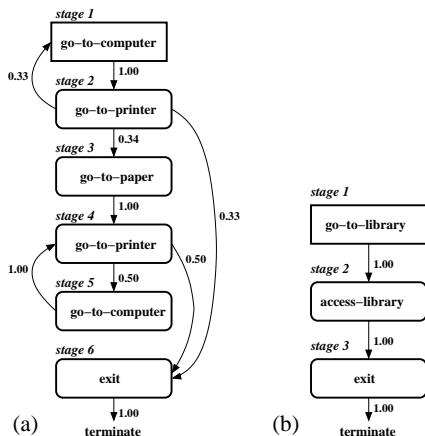 stage 1
go-to-computer
0.33
1.00
stage 2
go-to-printer
0.34
stage 3
go-to-paper
0.33
1.00
stage 4
go-to-printer
1.00
0.50
0.50
stage 5
go-to-computer
stage 6
exit
1.00
(a)
terminate
stage 1
go-to-library
1.00
stage 2
access-library
1.00
stage 3
exit
1.00
(b)
terminate